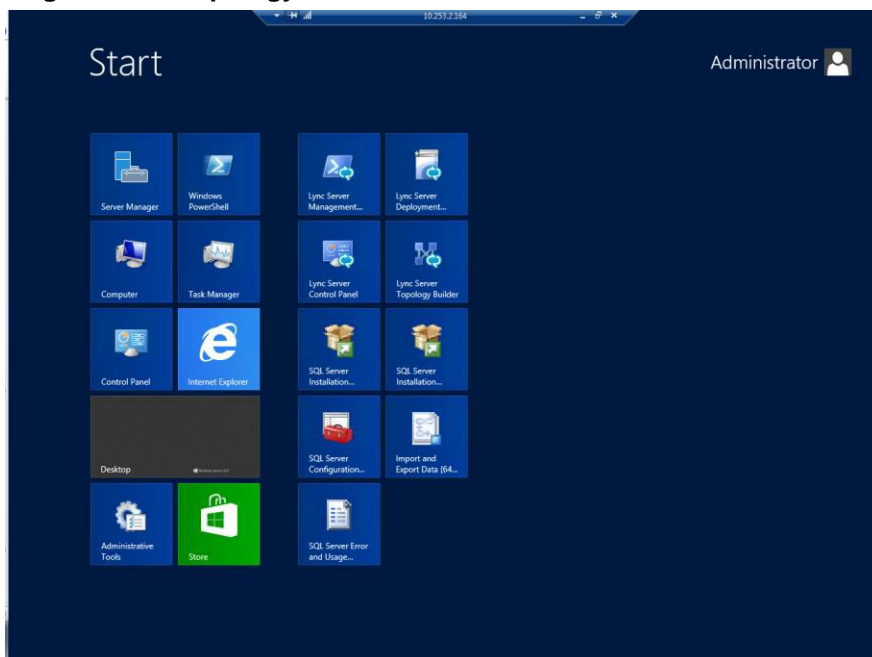 10.253.2.164
Start
Administrator
Server Manager
Windows
PowerShell
Lync Server
Management...
Lync Server
Deployment...
Computer
Task Manager
Lync Server
Control Panel
Lync Server
Topology Builder
Control Panel
Internet Explorer
SQL Server
Installation...
SQL Server
Installation...
Desktop
SQL Server
Configuration...
Import and
Export Data (64...
Administrative
Tools
Store
SQL Server Error
and Usage...